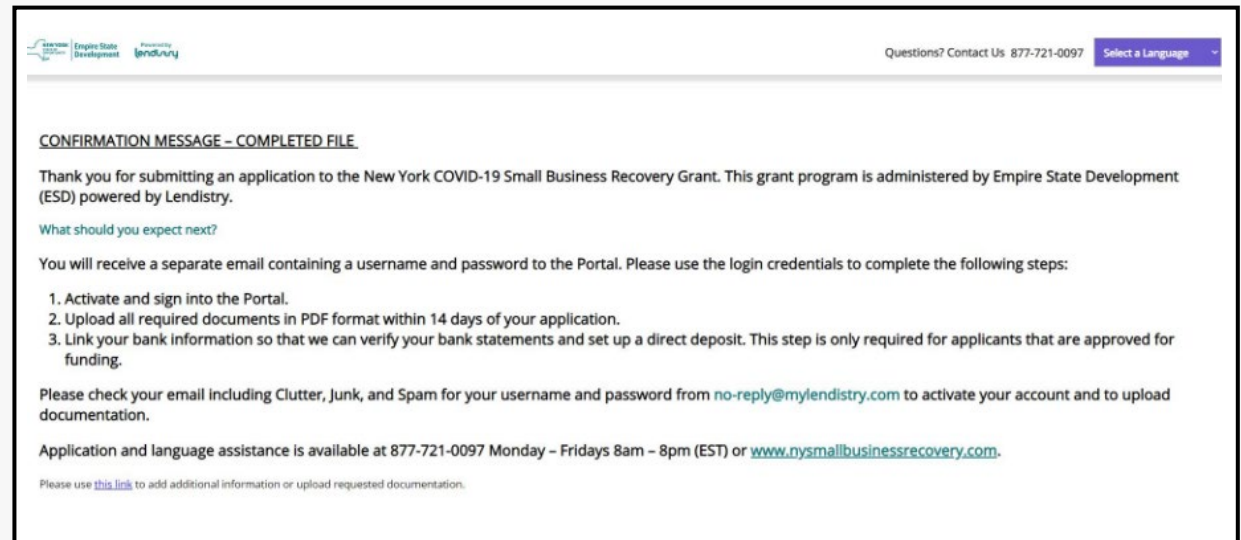 NEW YORK
Empire State
Development
Powered by
lendistry
Questions? Contact Us 877-721-0097
Select a Language
CONFIRMATION MESSAGE – COMPLETED FILE
Thank you for submitting an application to the New York COVID-19 Small Business Recovery Grant. This grant program is administered by Empire State Development
(ESD) powered by Lendistry.
What should you expect next?
You will receive a separate email containing a username and password to the Portal. Please use the login credentials to complete the following steps:
1. Activate and sign into the Portal.
2. Upload all required documents in PDF format within 14 days of your application.
3. Link your bank information so that we can verify your bank statements and set up a direct deposit. This step is only required for applicants that are approved for
funding.
Please check your email including Clutter, Junk, and Spam for your username and password from no-reply@mylendistry.com to activate your account and to upload
documentation.
Application and language assistance is available at 877-721-0097 Monday – Fridays 8am – 8pm (EST) or www.nysmallbusinessrecovery.com.
Please use this link to add additional information or upload requested documentation.